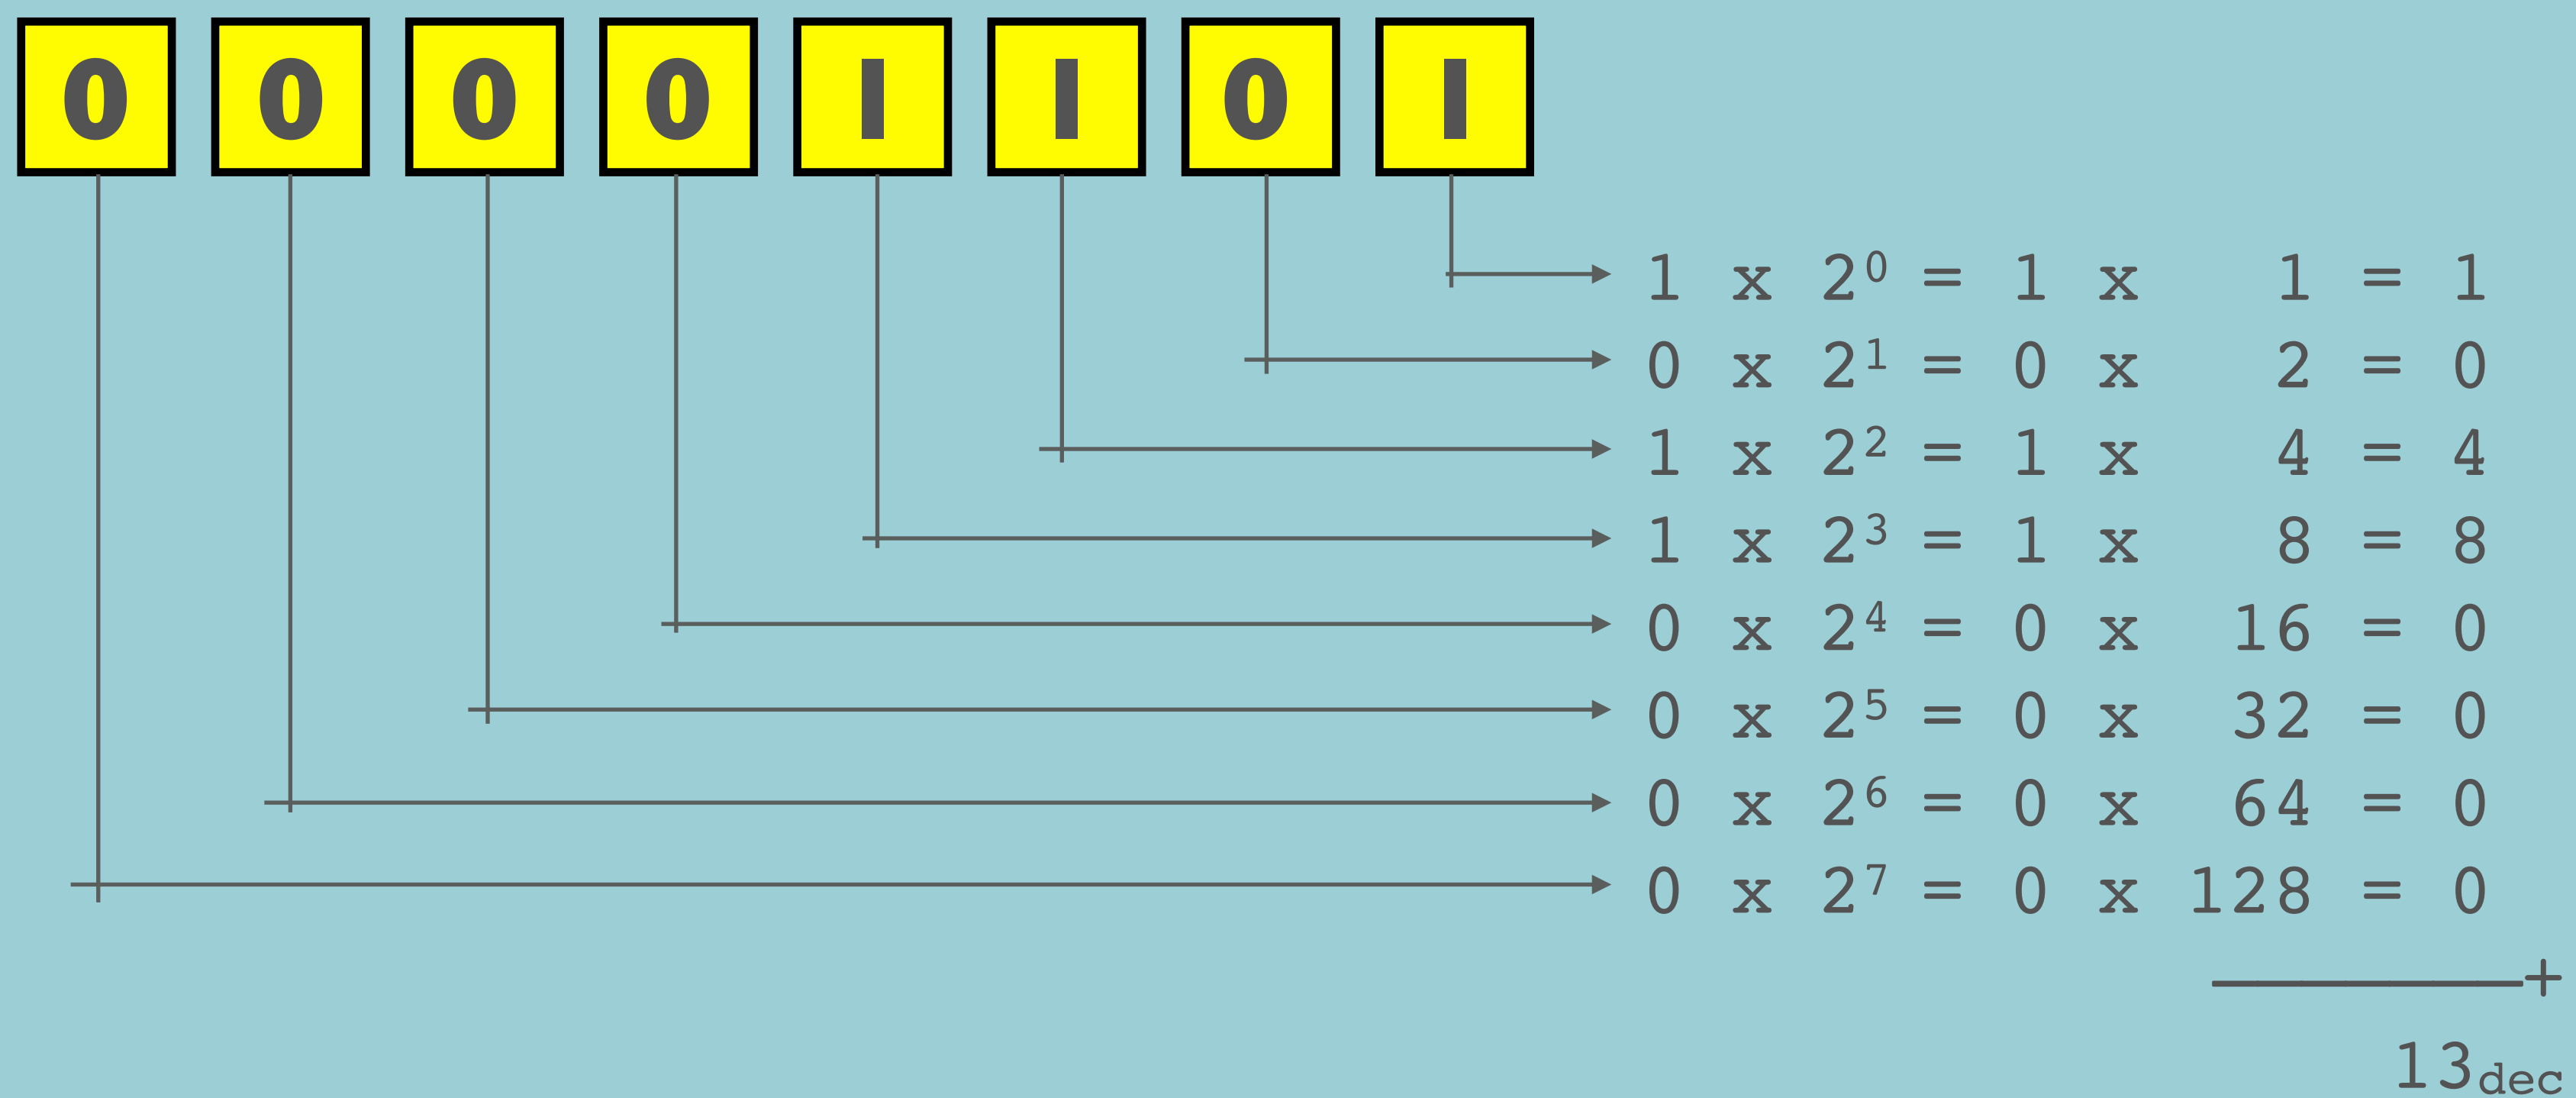 0 0 0 0 1 1 0 1
1 x 2⁰ = 1 x 1 = 1
0 x 2¹ = 0 x 2 = 0
1 x 2² = 1 x 4 = 4
1 x 2³ = 1 x 8 = 8
0 x 2⁴ = 0 x 16 = 0
0 x 2⁵ = 0 x 32 = 0
0 x 2⁶ = 0 x 64 = 0
0 x 2⁷ = 0 x 128 = 0
+
13dec